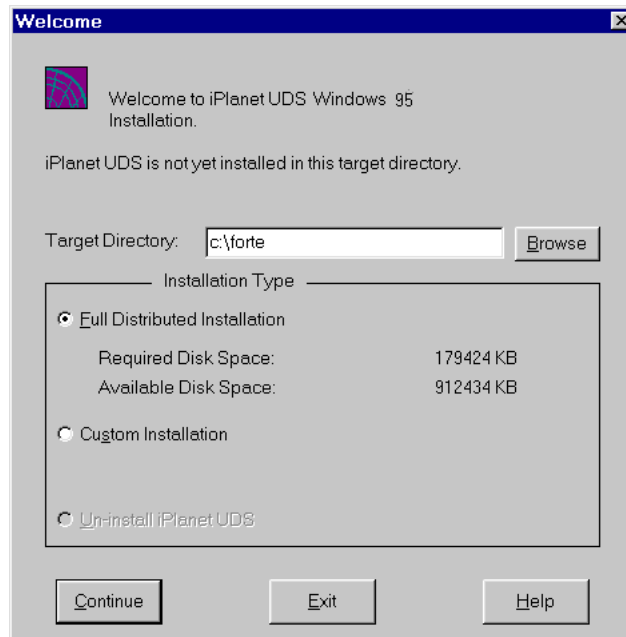 Welcome
Welcome to iPlanet UDS Windows 95
Installation.
iPlanet UDS is not yet installed in this target directory.
Target Directory: c:\forte Browse
Installation Type
Full Distributed Installation
Required Disk Space: 179424 KB
Available Disk Space: 912434 KB
Custom Installation
Un-install iPlanet UDS
Continue Exit Help